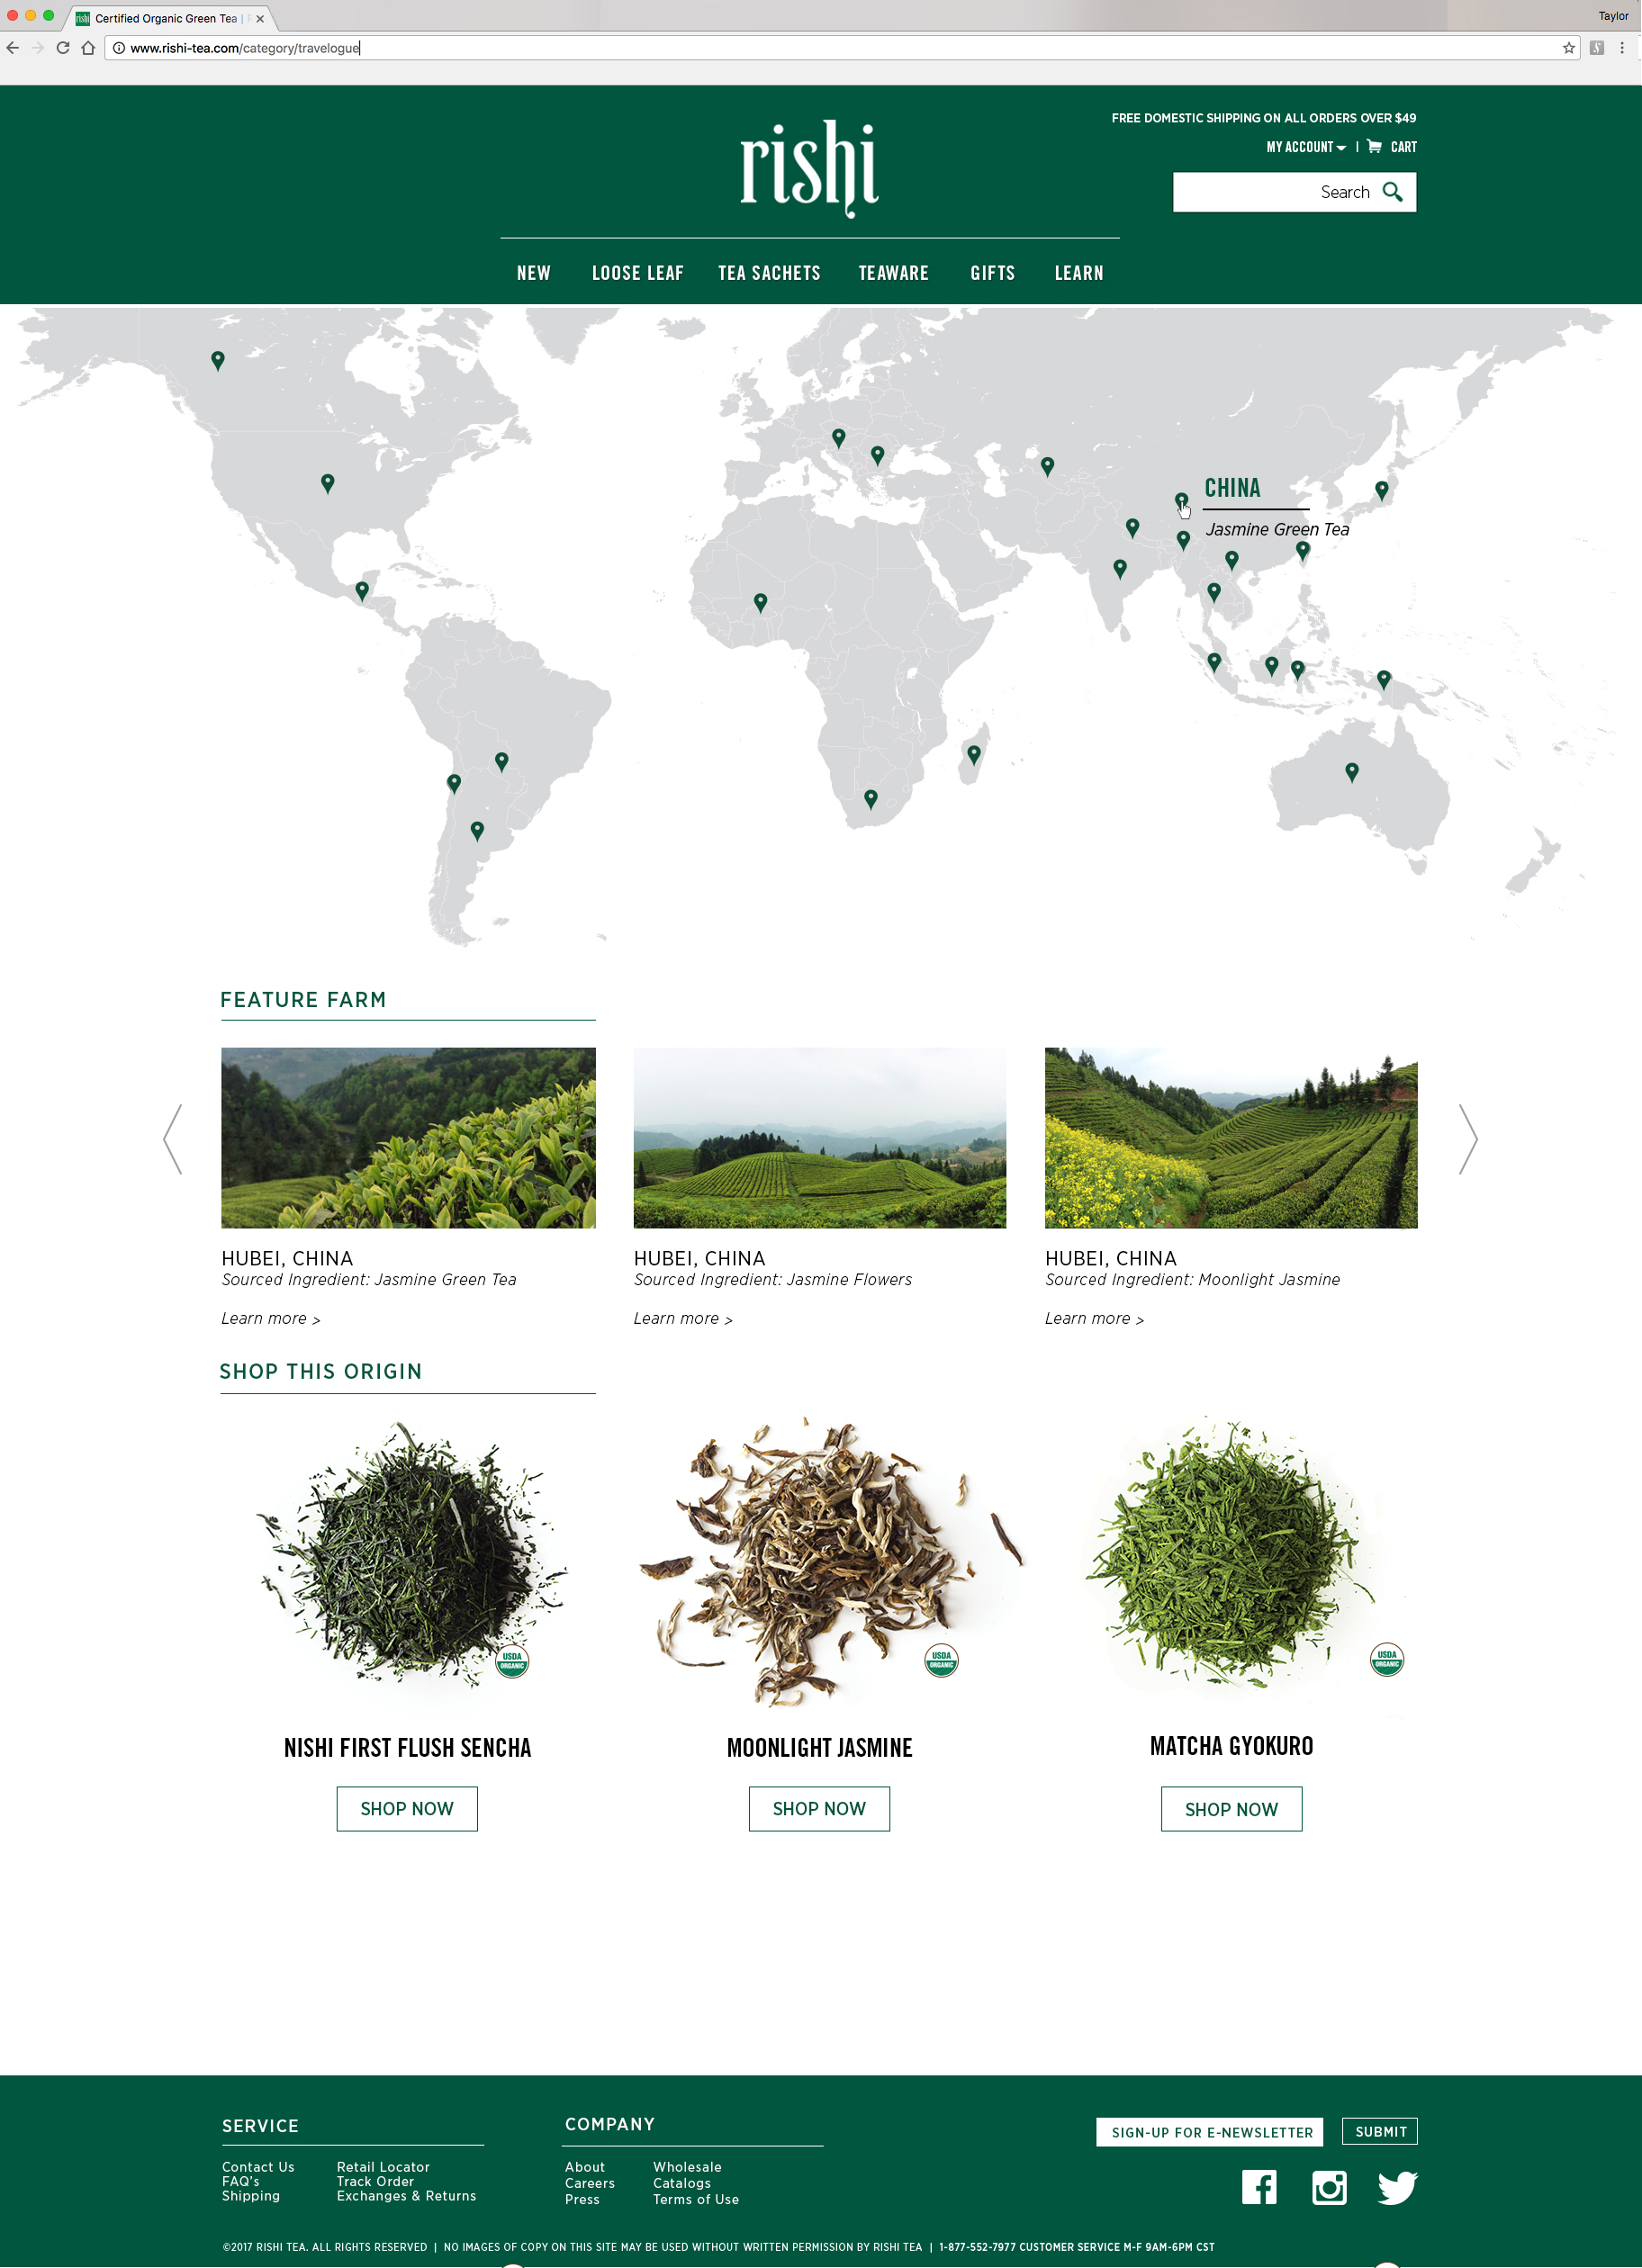 Certified Organic Green Tea |
Taylor
www.rishi-tea.com/category/travelogue
FREE DOMESTIC SHIPPING ON ALL ORDERS OVER $49
MY ACCOUNT | CART
rishi
Search
NEW LOOSE LEAF TEA SACHETS TEAWARE GIFTS LEARN
CHINA
Jasmine Green Tea
FEATURE FARM
HUBEI, CHINA
Sourced Ingredient: Jasmine Green Tea
Learn more >
HUBEI, CHINA
Sourced Ingredient: Jasmine Flowers
Learn more >
HUBEI, CHINA
Sourced Ingredient: Moonlight Jasmine
Learn more >
SHOP THIS ORIGIN
USDA
ORGANIC
USDA
ORGANIC
USDA
ORGANIC
NISHI FIRST FLUSH SENCHA
SHOP NOW
MOONLIGHT JASMINE
SHOP NOW
MATCHA GYOKURO
SHOP NOW
SERVICE
Contact Us
FAQ's
Shipping
Retail Locator
Track Order
Exchanges & Returns
COMPANY
About
Careers
Press
Wholesale
Catalogs
Terms of Use
SIGN-UP FOR E-NEWSLETTER
SUBMIT
©2017 RISHI TEA. ALL RIGHTS RESERVED | NO IMAGES OF COPY ON THIS SITE MAY BE USED WITHOUT WRITTEN PERMISSION BY RISHI TEA | 1-877-552-7977 CUSTOMER SERVICE M-F 9AM-6PM CST